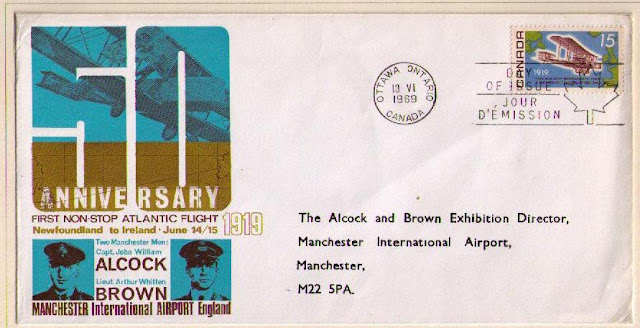 50
ANNIVERSARY
FIRST NON-STOP ATLANTIC FLIGHT
1919
Newfoundland to Ireland · June 14/15
Two Manchester Men:
Capt. John William
ALCOCK
Lieut. Arthur Whitten
BROWN
MANCHESTER International AIRPORT England
OTTAWA ONTARIO
13 VI
1969
CANADA
CANADA
15
1919
DAY
OF ISSUE
JOUR
D'ÉMISSION
The Alcock and Brown Exhibition Director,
Manchester International Airport,
Manchester,
M22 5PA.